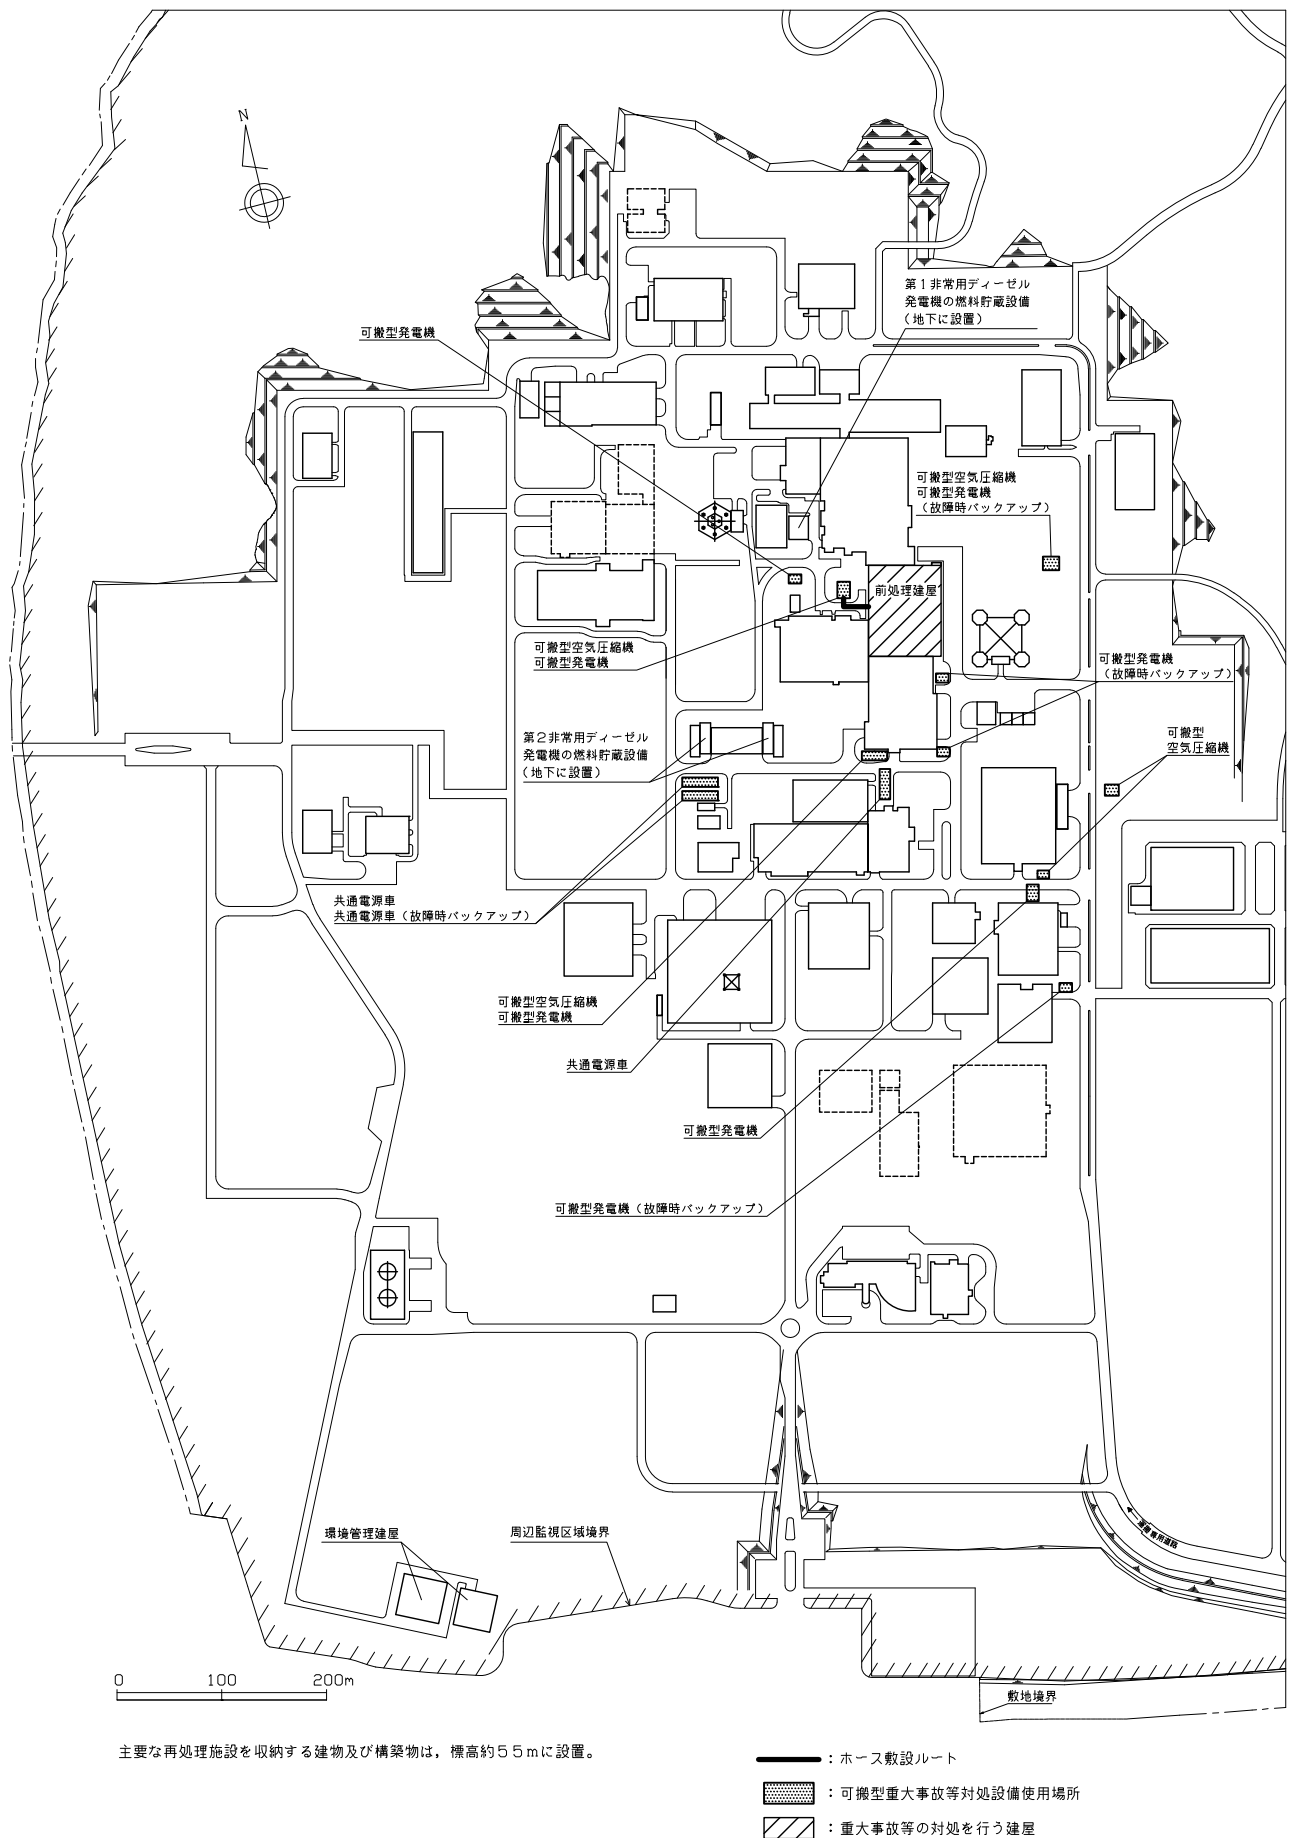 N
第１非常用ディーゼル
発電機の燃料貯蔵設備
（地下に設置）
可搬型発電機
可搬型空気圧縮機
可搬型発電機
（故障時バックアップ）
前処理建屋
可搬型空気圧縮機
可搬型発電機
可搬型発電機
（故障時バックアップ）
可搬型
空気圧縮機
第２非常用ディーゼル
発電機の燃料貯蔵設備
（地下に設置）
共通電源車
共通電源車（故障時バックアップ）
可搬型空気圧縮機
可搬型発電機
共通電源車
可搬型発電機
可搬型発電機（故障時バックアップ）
環境管理建屋
周辺監視区域境界
0 100 200m
敷地境界
主要な再処理施設を収納する建物及び構築物は，標高約５５ｍに設置。
：ホース敷設ルート
：可搬型重大事故等対処設備使用場所
：重大事故等の対処を行う建屋